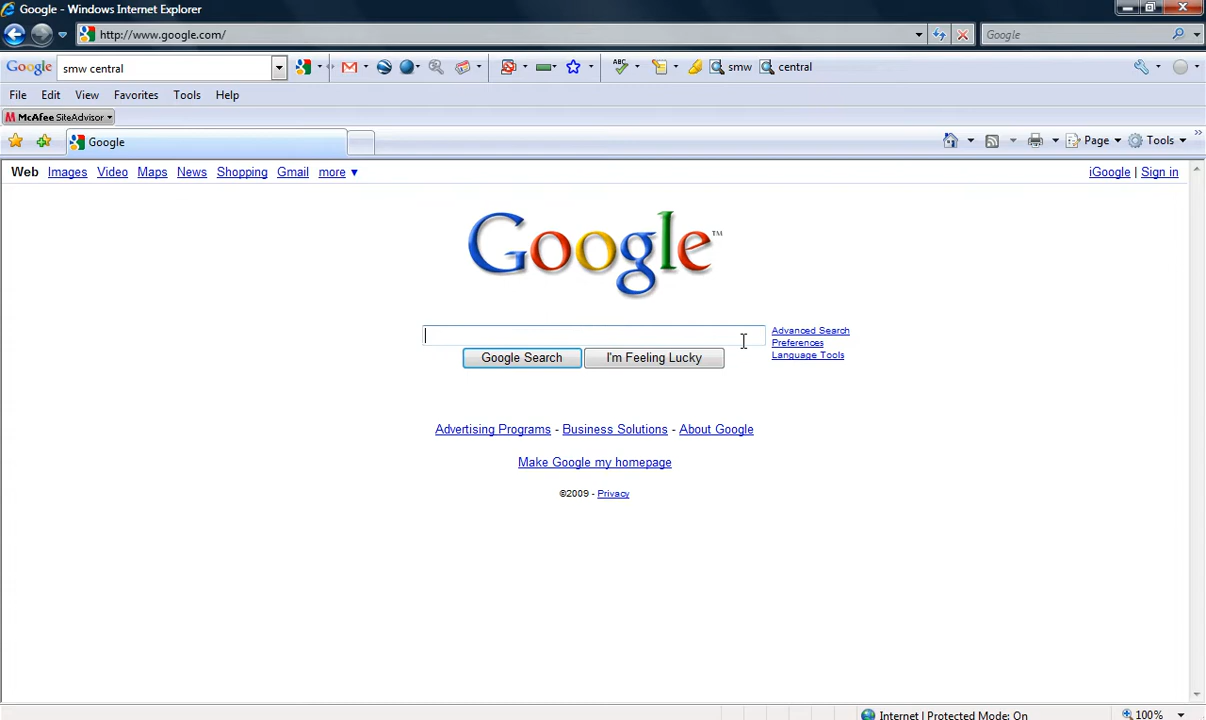 Google - Windows Internet Explorer
http://www.google.com/ Google
Google smw central ABC smw central
File Edit View Favorites Tools Help
McAfee SiteAdvisor
Google Page Tools
Web Images Video Maps News Shopping Gmail more iGoogle | Sign in
Google™
Advanced Search
Preferences
Language Tools
Google Search I'm Feeling Lucky
Advertising Programs - Business Solutions - About Google
Make Google my homepage
©2009 - Privacy
Internet | Protected Mode: On 100%